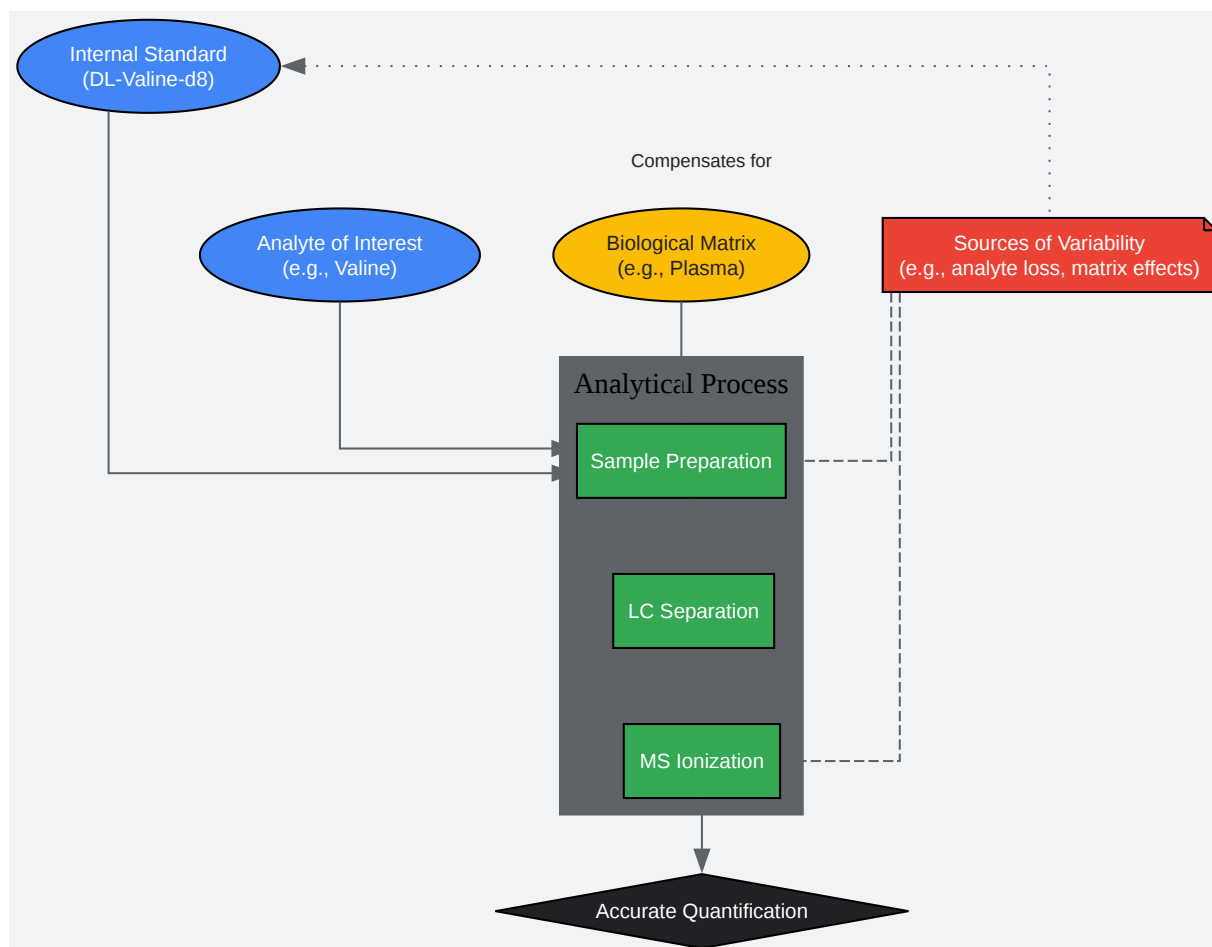 Internal Standard
(DL-Valine-d8)
Compensates for
Analyte of Interest
(e.g., Valine)
Biological Matrix
(e.g., Plasma)
Sources of Variability
(e.g., analyte loss, matrix effects)
Analytical Process
Sample Preparation
LC Separation
MS Ionization
Accurate Quantification